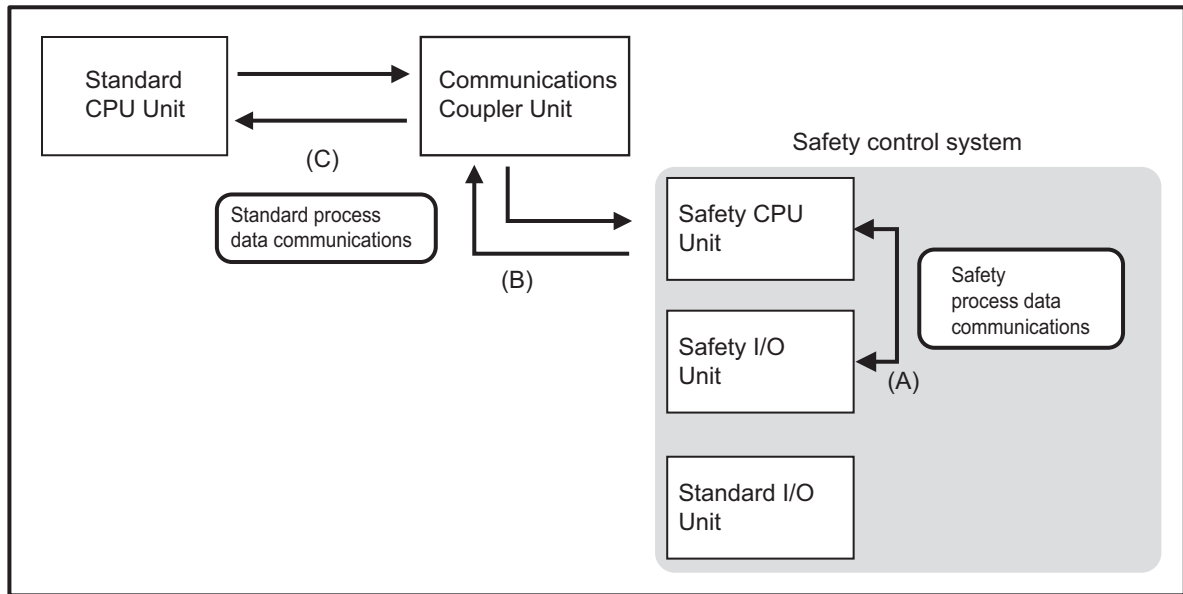 Standard
CPU Unit
Communications
Coupler Unit
(C)
Standard process
data communications
(B)
Safety control system
Safety CPU
Unit
Safety
process data
communications
Safety I/O
Unit
(A)
Standard I/O
Unit